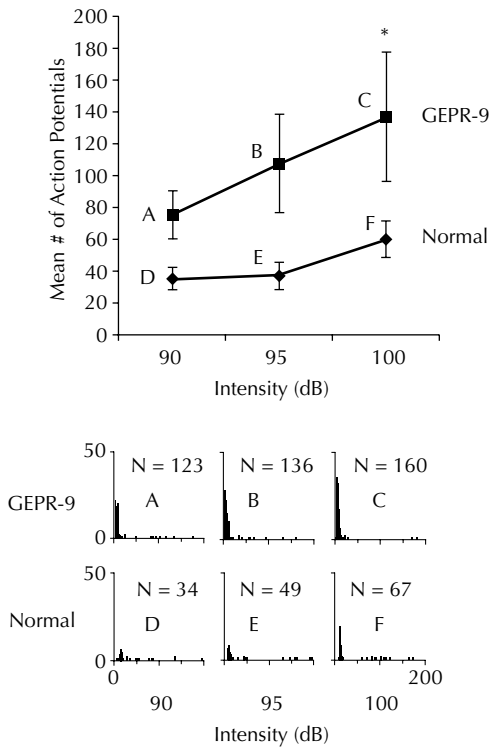 200
180
160
140
120
100
80
60
40
20
0
Mean # of Action Potentials
*
C
GEPR-9
B
A
F
Normal
E
D
90 95 100
Intensity (dB)
50
N = 123 N = 136 N = 160
GEPR-9 A B C
0
50
N = 34 N = 49 N = 67
Normal D E F
0
0 200
90 95 100
Intensity (dB)